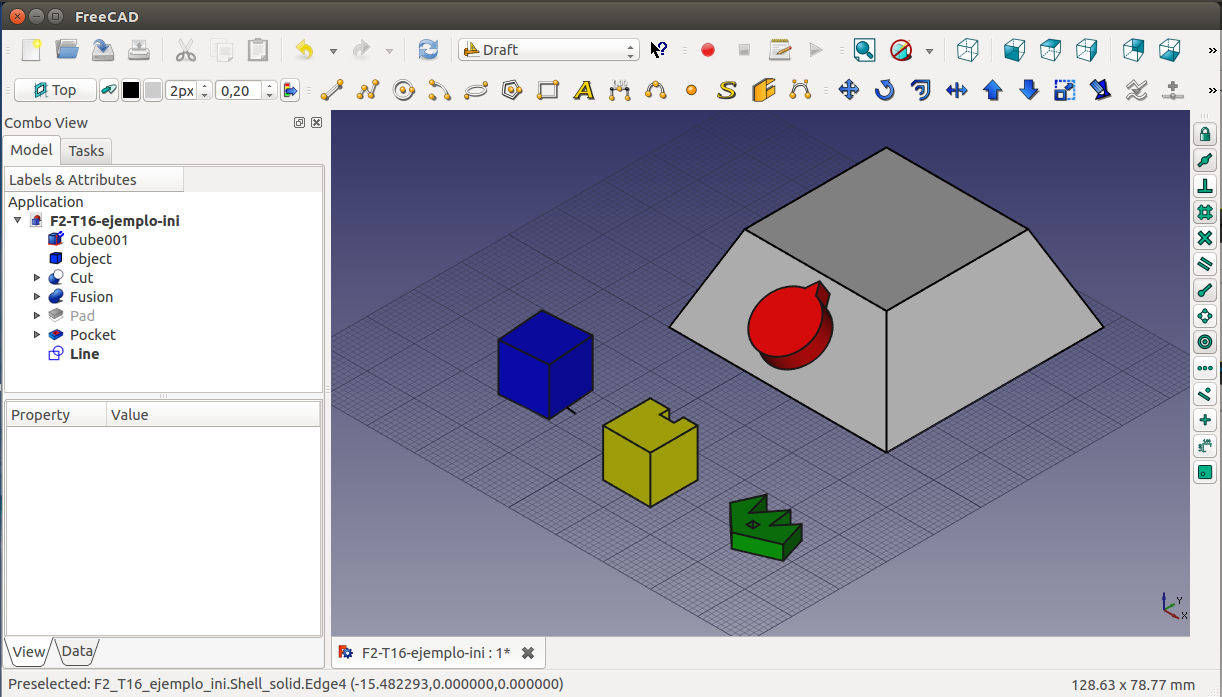 FreeCAD
Draft
Top
2px
0,20
Combo View
Model
Tasks
Labels & Attributes
Application
F2-T16-ejemplo-ini
Cube001
object
Cut
Fusion
Pad
Pocket
Line
Property
Value
View
Data
Y
X
F2-T16-ejemplo-ini : 1*
Preselected: F2_T16_ejemplo_ini.Shell_solid.Edge4 (-15.482293,0.000000,0.000000)
128.63 x 78.77 mm